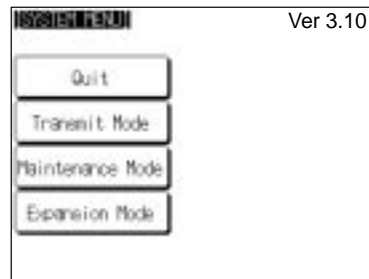 [SYSTEM MENU]
Ver 3.10
Quit
Transmit Mode
Maintenance Mode
Expansion Mode